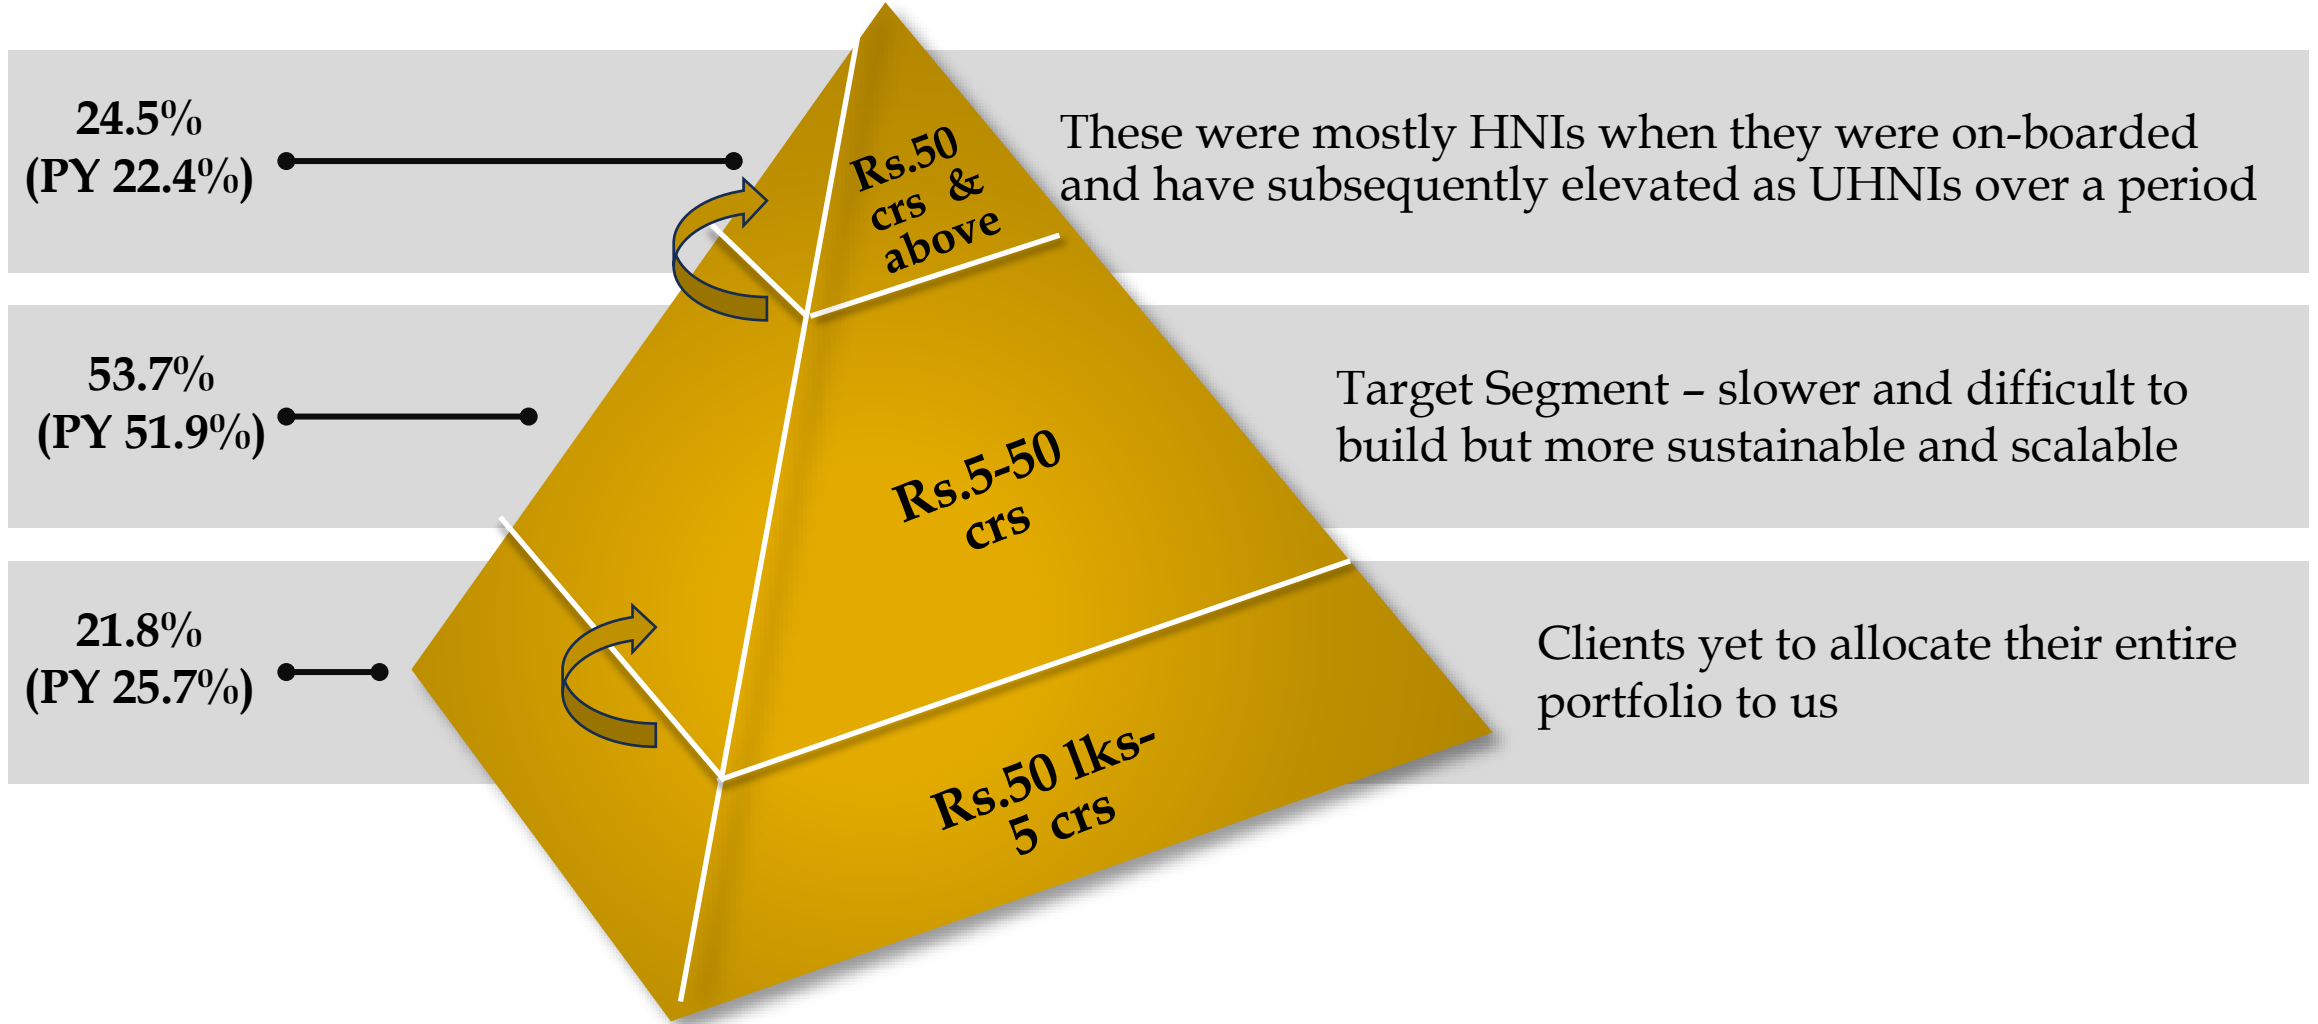 24.5%
(PY 22.4%)
Rs.50
crs &
above
These were mostly HNIs when they were on-boarded
and have subsequently elevated as UHNIs over a period
53.7%
(PY 51.9%)
Rs.5-50
crs
Target Segment – slower and difficult to
build but more sustainable and scalable
21.8%
(PY 25.7%)
Rs.50 lks-
5 crs
Clients yet to allocate their entire
portfolio to us